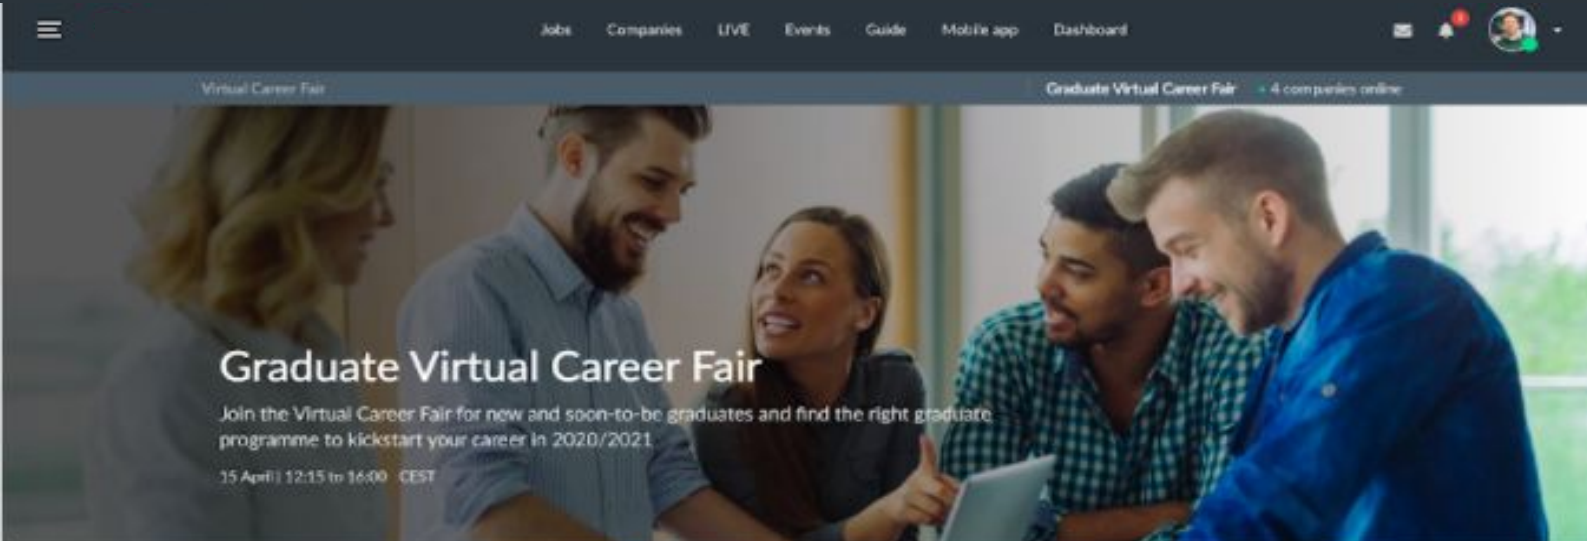 Jobs Companies LIVE Events Guide Mobile app Dashboard
Virtual Career Fair
Graduate Virtual Career Fair 4 companies online
Graduate Virtual Career Fair
Join the Virtual Career Fair for new and soon-to-be graduates and find the right graduate
programme to kickstart your career in 2020/2021
15 April | 12:15 to 16:00 CEST